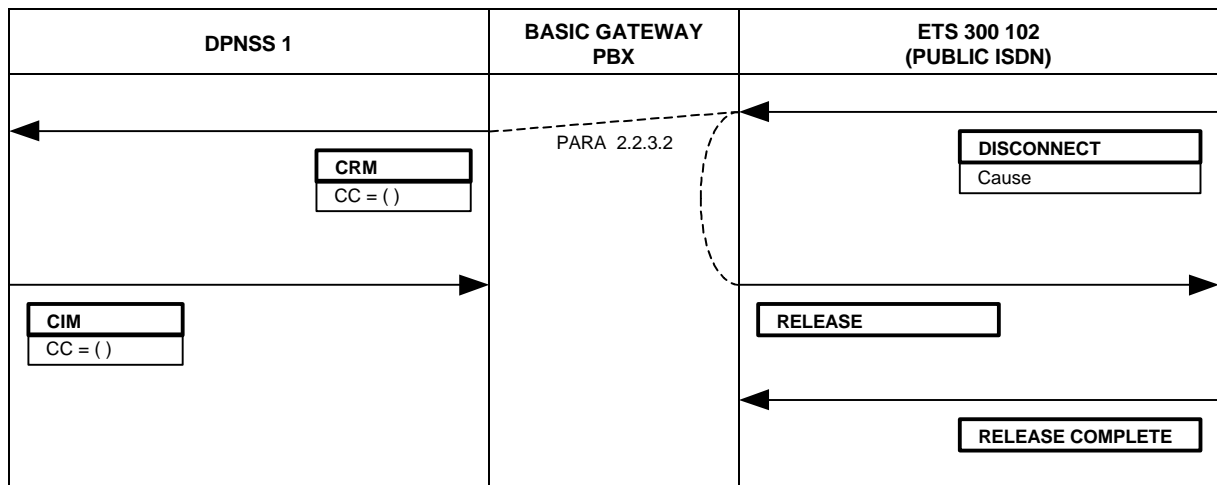 DPNSS 1
BASIC GATEWAY
PBX
ETS 300 102
(PUBLIC ISDN)
PARA 2.2.3.2
DISCONNECT
Cause
CRM
CC = ( )
CIM
CC = ( )
RELEASE
RELEASE COMPLETE